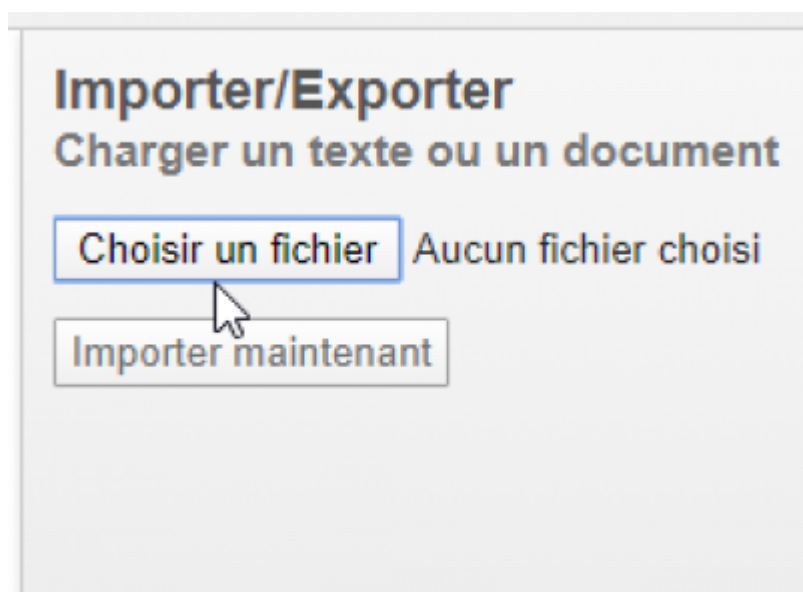 Importer/Exporter
Charger un texte ou un document
Choisir un fichier Aucun fichier choisi
Importer maintenant